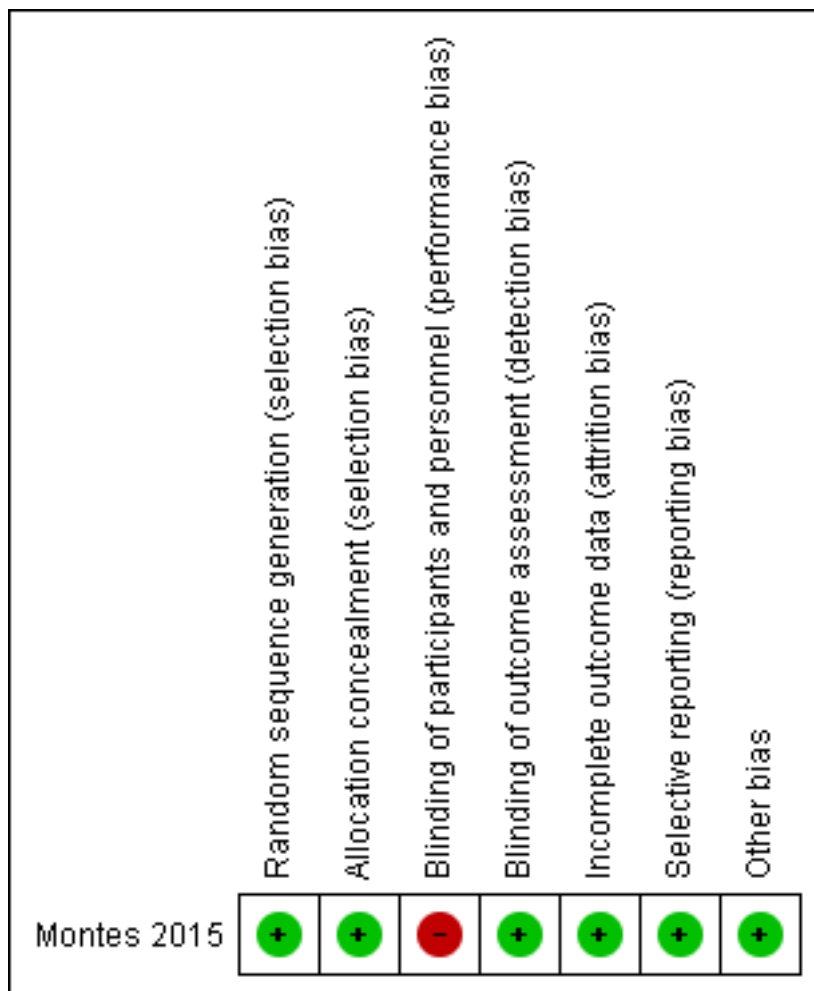 Random sequence generation (selection bias)
Allocation concealment (selection bias)
Blinding of participants and personnel (performance bias)
Blinding of outcome assessment (detection bias)
Incomplete outcome data (attrition bias)
Selective reporting (reporting bias)
Other bias
Montes 2015 + + - + + + +